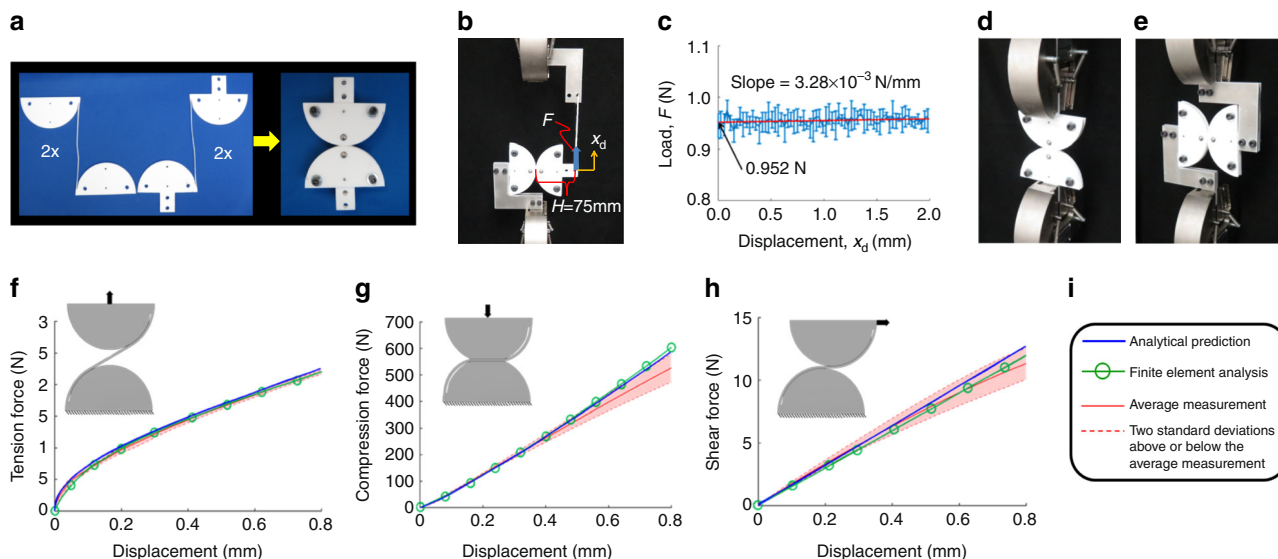 a
2x
2x
b
F
x_d
H=75mm
c
Load, F (N)
1.1
1.0
0.9
0.8
Slope = 3.28×10⁻³ N/mm
0.952 N
0.0 0.5 1.0 1.5 2.0
Displacement, x_d (mm)
d
e
f
Tension force (N)
3
5
2
5
1
5
0
0 0.2 0.4 0.6 0.8
Displacement (mm)
g
Compression force (N)
700
600
500
400
300
200
100
0
0 0.2 0.4 0.6 0.8
Displacement (mm)
h
Shear force (N)
15
10
5
0
0 0.2 0.4 0.6 0.8
Displacement (mm)
i
Analytical prediction
Finite element analysis
Average measurement
Two standard deviations
above or below the
average measurement